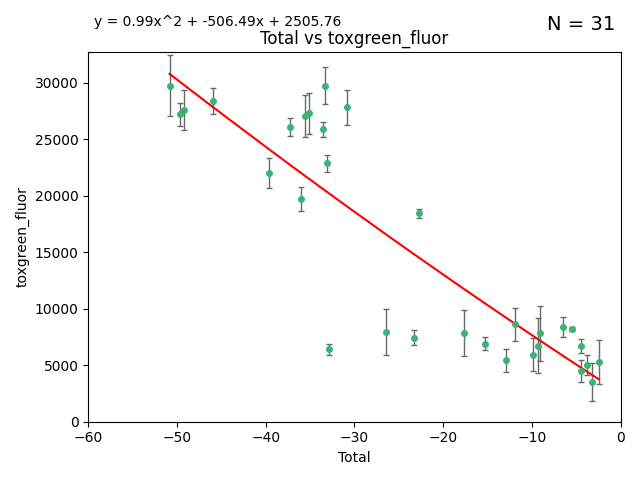 y = 0.99x^2 + -506.49x + 2505.76
N = 31
Total vs toxgreen_fluor
30000
25000
20000
15000
10000
5000
0
toxgreen_fluor
−60
−50
−40
−30
−20
−10
0
Total